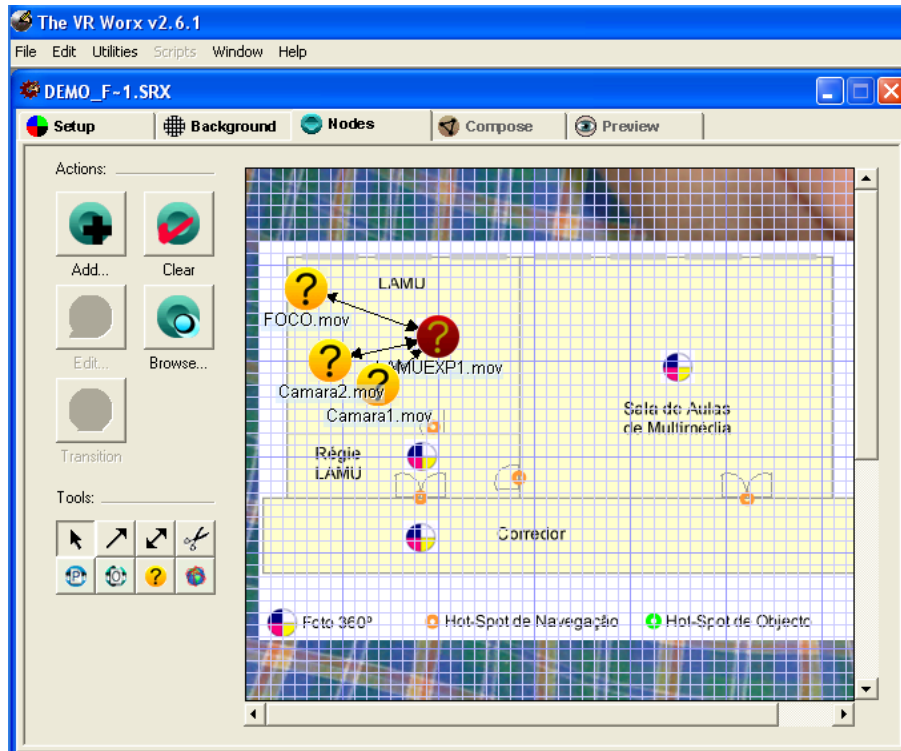 The VR Worx v2.6.1
File Edit Utilities Scripts Window Help
DEMO_F~1.SRX
Setup Background Nodes Compose Preview
Actions:
Add... Clear
Edit... Browse...
Transition
Tools:
P O ?
LAMU
?
FOCO.mov
?
LAMUEXP1.mov
?
Camara2.mov
?
Camara1.mov
Sala de Aulas
de Multimédia
Régie
LAMU
Corredor
Foto 360º Hot-Spot de Navegação Hot-Spot de Objecto